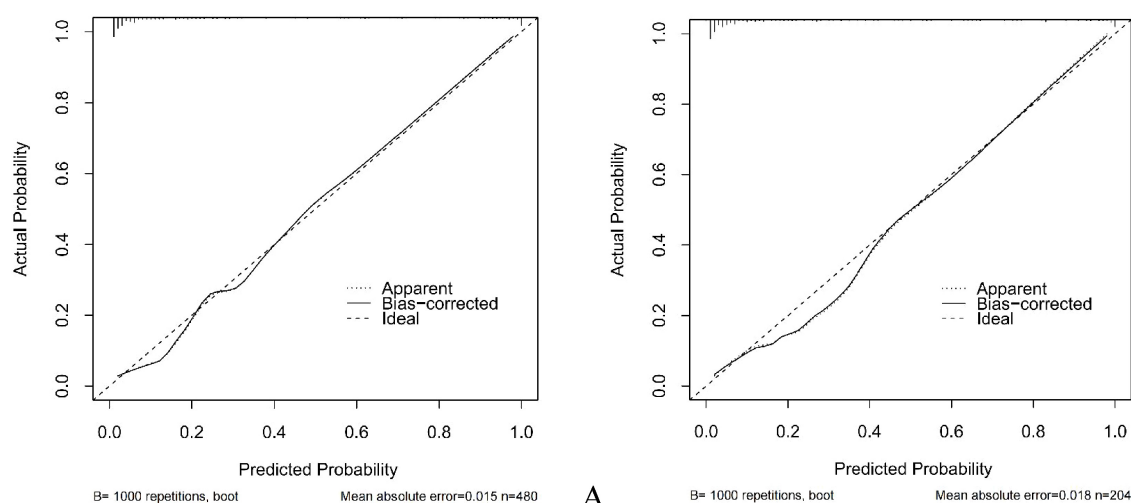 1.0
0.8
0.6
0.4
0.2
0.0
Actual Probability
Apparent
Bias-corrected
Ideal
0.0 0.2 0.4 0.6 0.8 1.0
Predicted Probability
B= 1000 repetitions, boot Mean absolute error=0.015 n=480
A
1.0
0.8
0.6
0.4
0.2
0.0
Actual Probability
Apparent
Bias-corrected
Ideal
0.0 0.2 0.4 0.6 0.8 1.0
Predicted Probability
B= 1000 repetitions, boot Mean absolute error=0.018 n=204